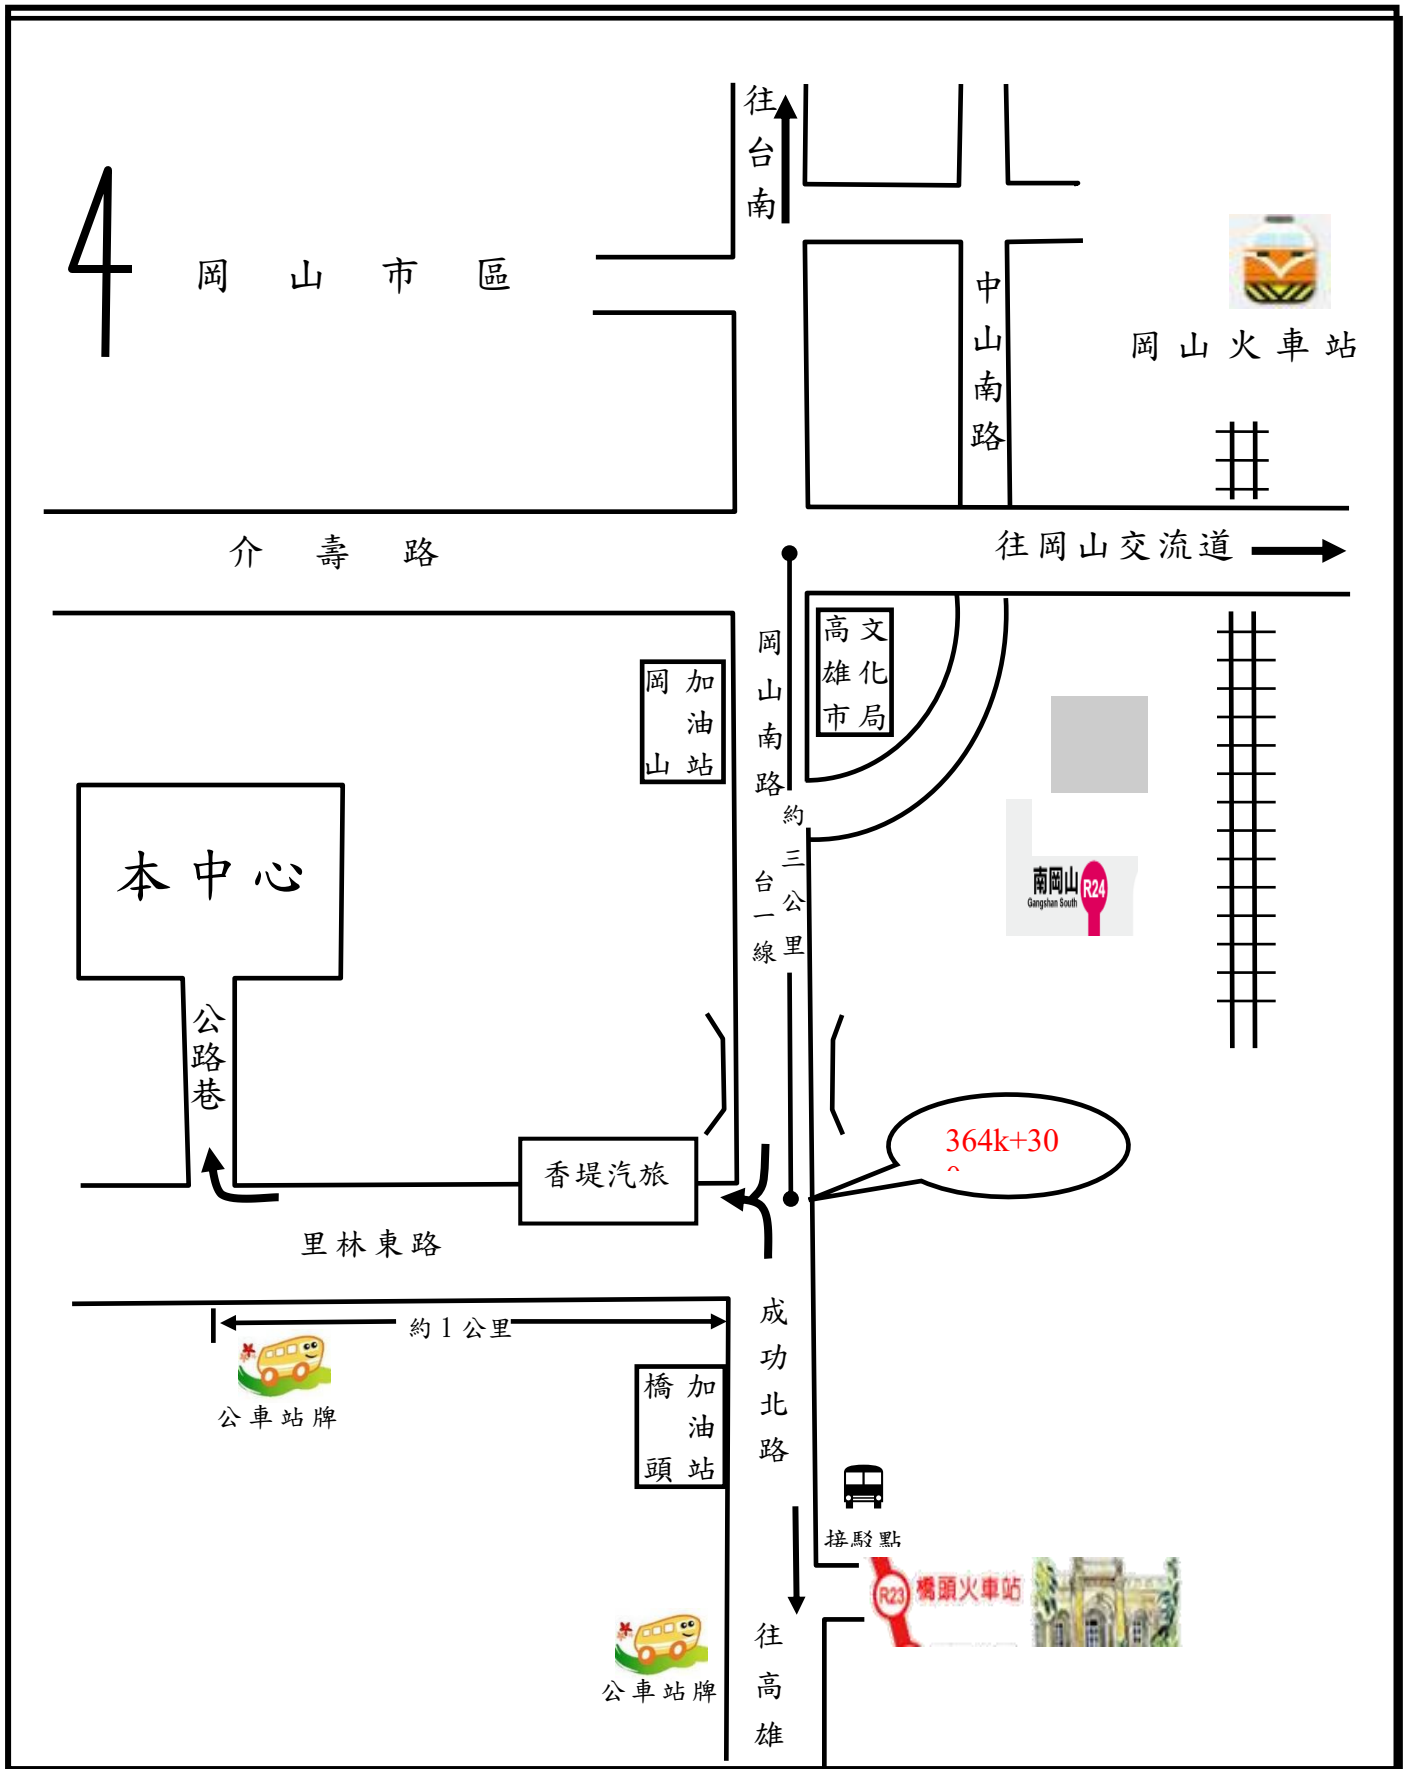 往台南
岡山市區
中山南路
岡山火車站
介壽路
往岡山交流道
岡山南路
高雄市
文化局
岡山
加油站
約三公里
台一線
本中心
南岡山
Gangshan South
R24
公路巷
364k+30
香堤汽旅
里林東路
約1公里
成功北路
公車站牌
橋頭
加油站
接駁點
R23
橋頭火車站
公車站牌
往高雄